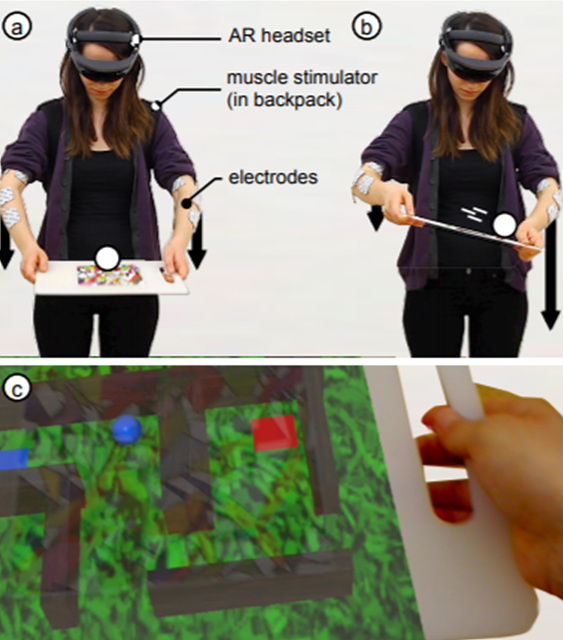 a
b
AR headset
muscle stimulator
(in backpack)
electrodes
c